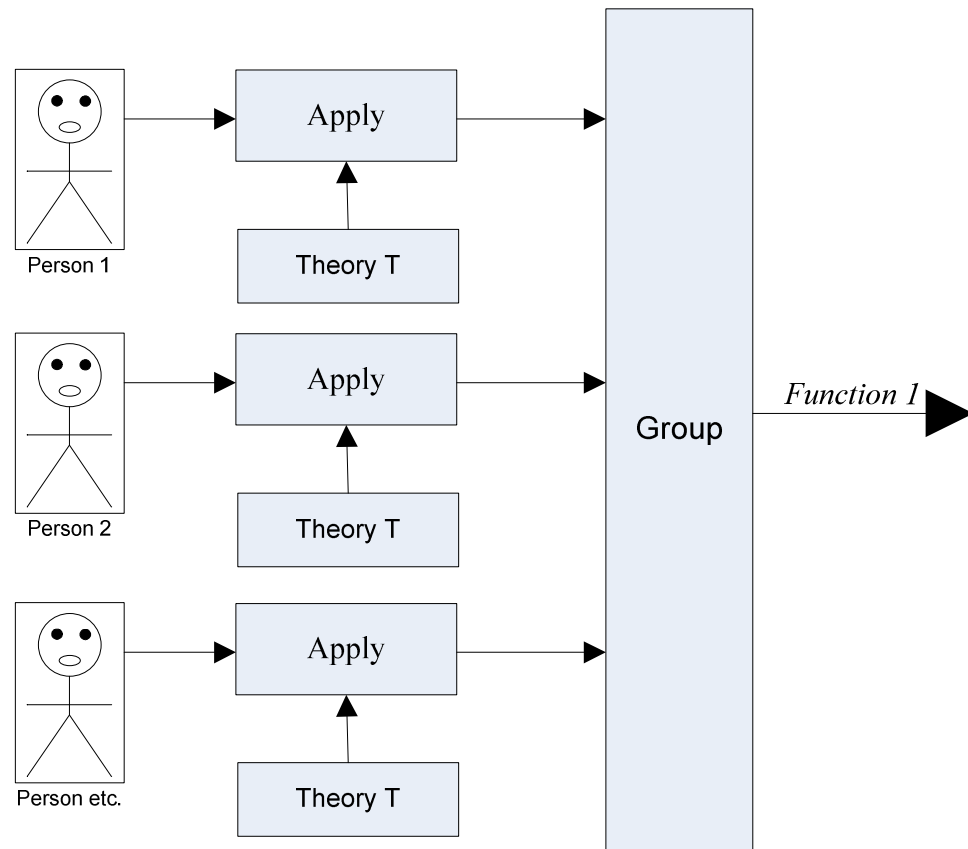 Apply
Person 1
Theory T
Apply
Person 2
Theory T
Group
Function 1
Apply
Person etc.
Theory T